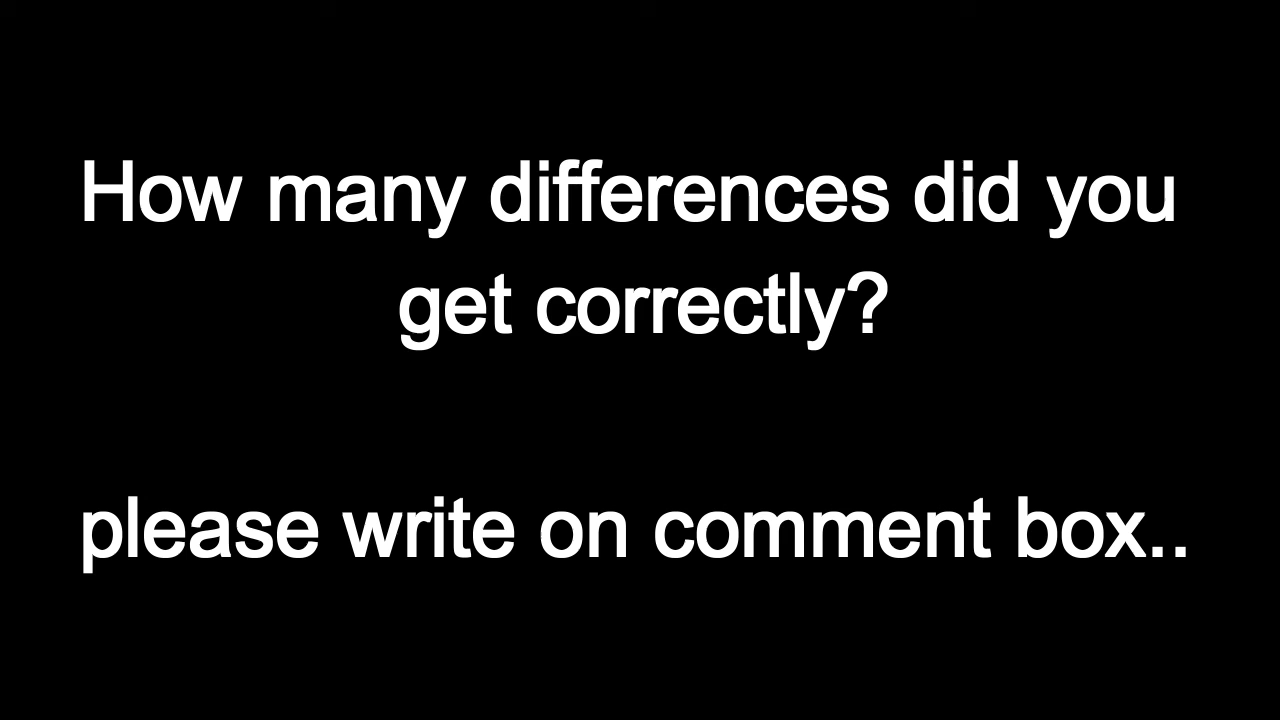 How many differences did you
get correctly?
please write on comment box..